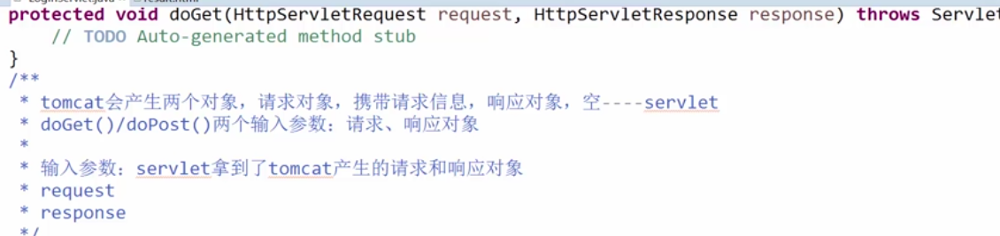 protected void doGet(HttpServletRequest request, HttpServletResponse response) throws Servlet
// TODO Auto-generated method stub
}
/**
* tomcat会产生两个对象，请求对象，携带请求信息，响应对象，空----servlet
* doGet()/doPost()两个输入参数：请求、响应对象
*
* 输入参数：servlet拿到了tomcat产生的请求和响应对象
* request
* response
*/